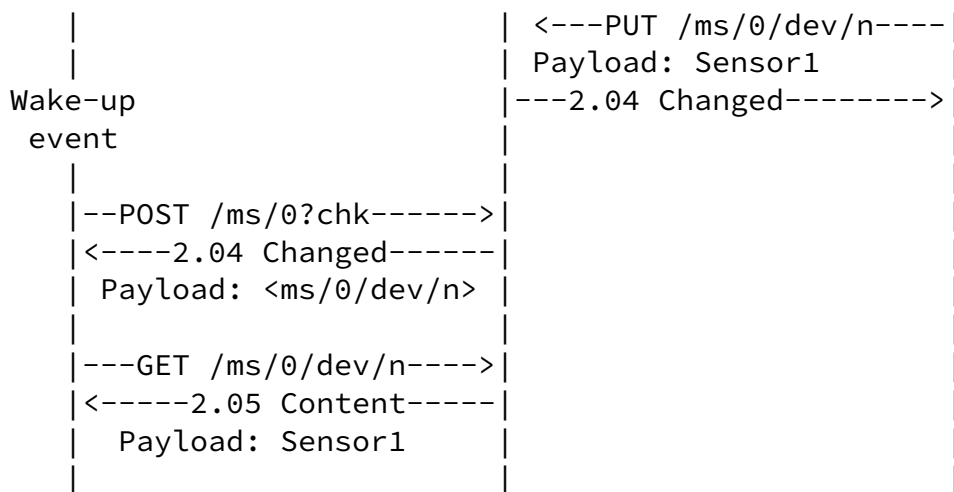 |                       | <---PUT /ms/0/dev/n----|
|                       | Payload: Sensor1
Wake-up                     |---2.04 Changed-------->|
event                      |                        |
|                       |                        |
|--POST /ms/0?chk------>|
|<----2.04 Changed------|
| Payload: <ms/0/dev/n> |
|                       |                        |
|---GET /ms/0/dev/n---->|
|<-----2.05 Content-----|
|  Payload: Sensor1     |
|                       |                        |